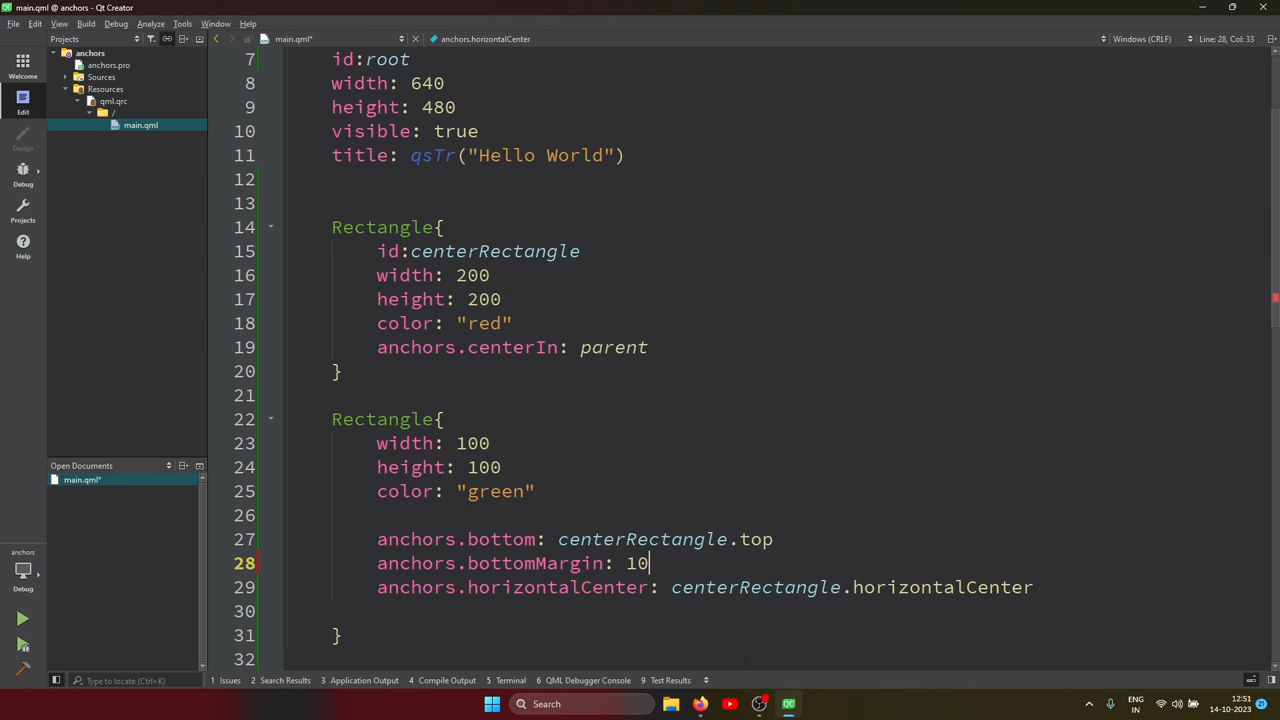 main.qml @ anchors - Qt Creator
File Edit View Build Debug Analyze Tools Window Help
Projects
main.qml*
anchors.horizontalCenter
Windows (CRLF)
Line: 28, Col: 33
anchors
anchors.pro
Sources
Resources
qml.qrc
/
main.qml
Welcome
Edit
Design
Debug
Projects
Help
7 id:root
8 width: 640
9 height: 480
10 visible: true
11 title: qsTr("Hello World")
12
13
14 Rectangle{
15 id:centerRectangle
16 width: 200
17 height: 200
18 color: "red"
19 anchors.centerIn: parent
20 }
21
22 Rectangle{
23 width: 100
24 height: 100
25 color: "green"
26
27 anchors.bottom: centerRectangle.top
28 anchors.bottomMargin: 10
29 anchors.horizontalCenter: centerRectangle.horizontalCenter
30
31 }
32
Open Documents
main.qml*
anchors
Debug
Type to locate (Ctrl+K)
1 Issues 2 Search Results 3 Application Output 4 Compile Output 5 Terminal 6 QML Debugger Console 9 Test Results
Search
QC
ENG
IN
12:51
14-10-2023
21